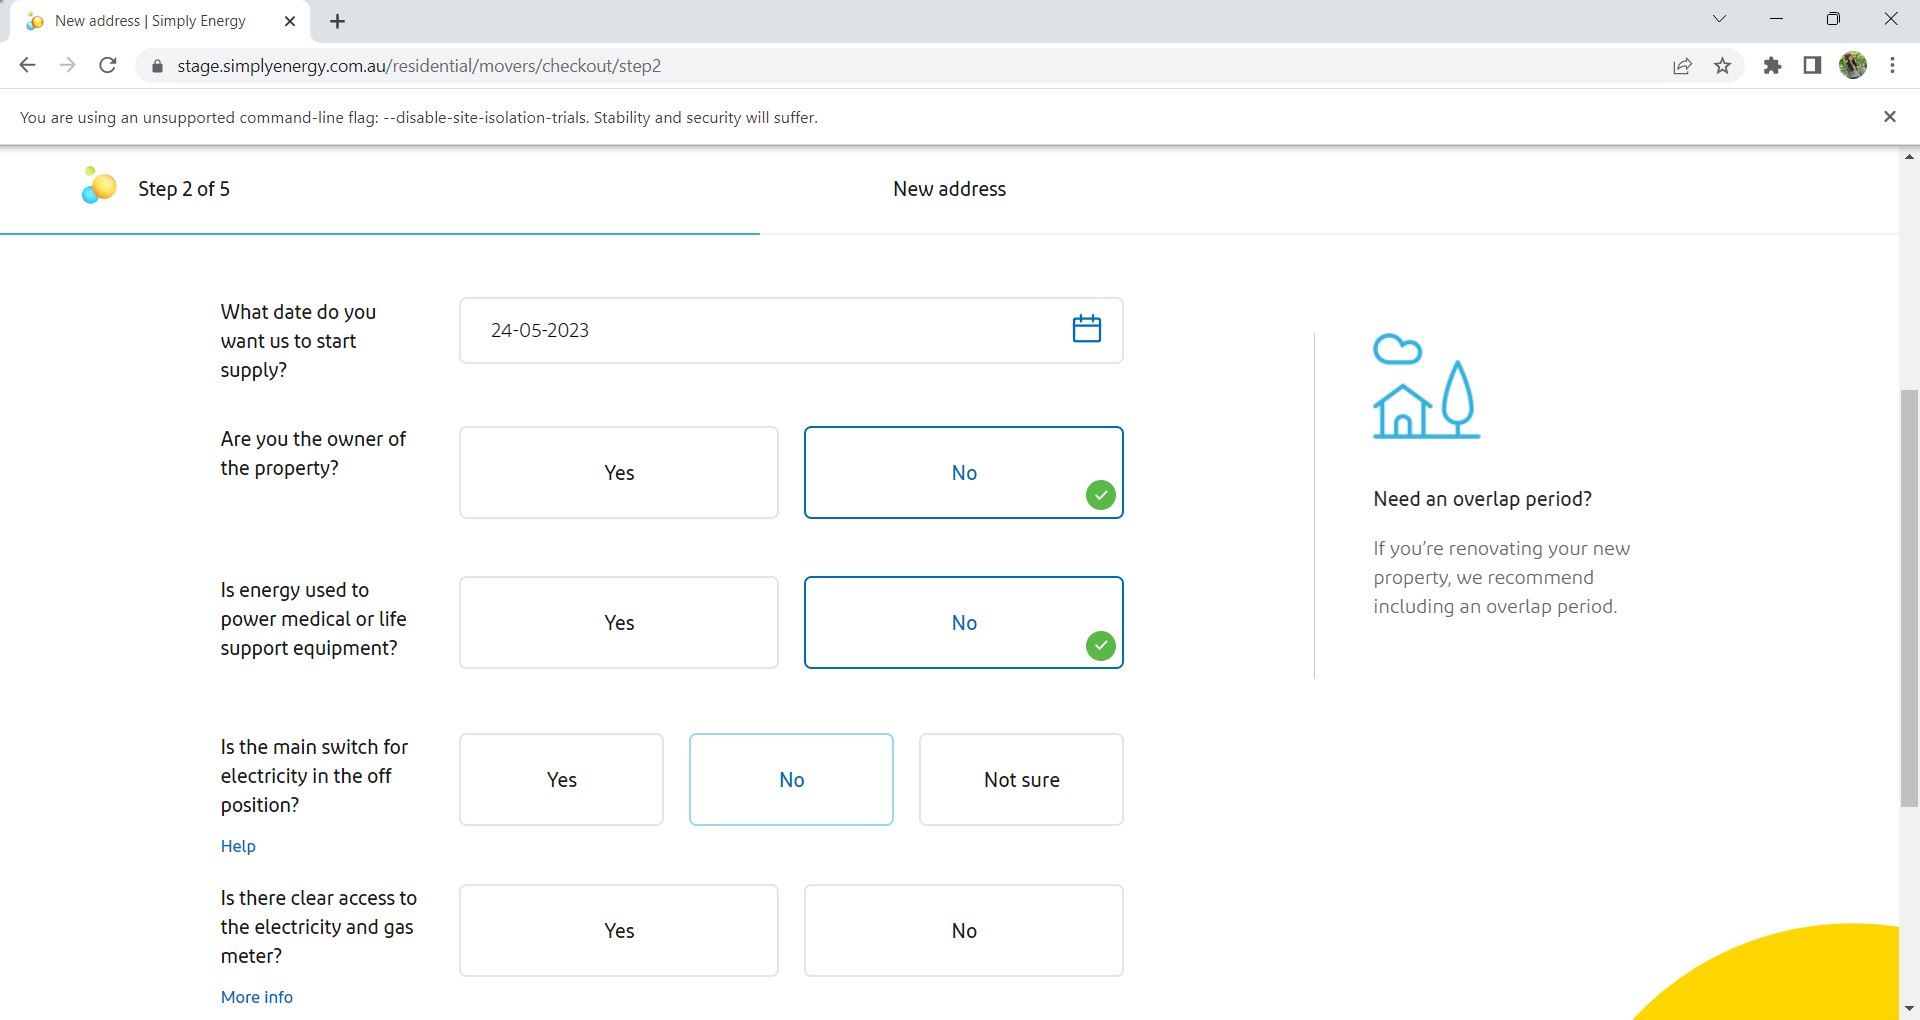 New address | Simply Energy
stage.simplyenergy.com.au/residential/movers/checkout/step2
You are using an unsupported command-line flag: --disable-site-isolation-trials. Stability and security will suffer.
Step 2 of 5
New address
What date do you
want us to start
supply?
24-05-2023
Are you the owner of
the property?
Yes
No
Is energy used to
power medical or life
support equipment?
Yes
No
Is the main switch for
electricity in the off
position?
Help
Yes
No
Not sure
Is there clear access to
the electricity and gas
meter?
More info
Yes
No
Need an overlap period?
If you’re renovating your new
property, we recommend
including an overlap period.